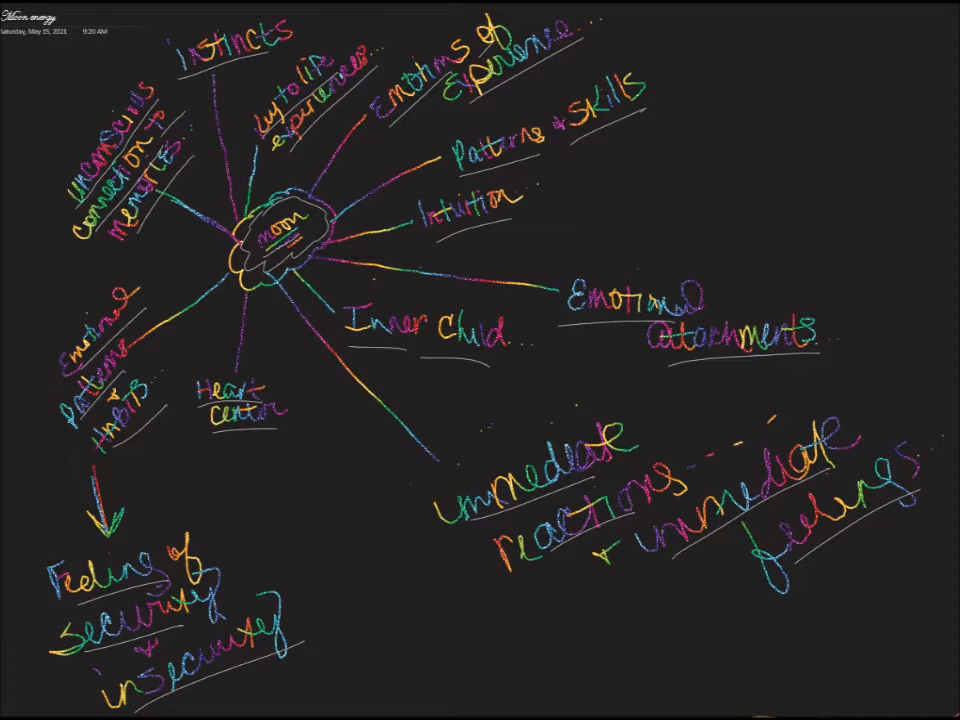 Moon energy
Saturday, May 15, 2021 9:20 AM
Instincts
key to life
experiences...
Emotions of
Experience...
Patterns & Skills
Intuition...
unconscious
connection to
memories...
moon
Emotional
attachments...
Inner Child...
Heart
Center
Emotional
Patterns
&
Habits...
immediate
reactions...
+ immediate
feelings
Feeling of
security
&
insecurity